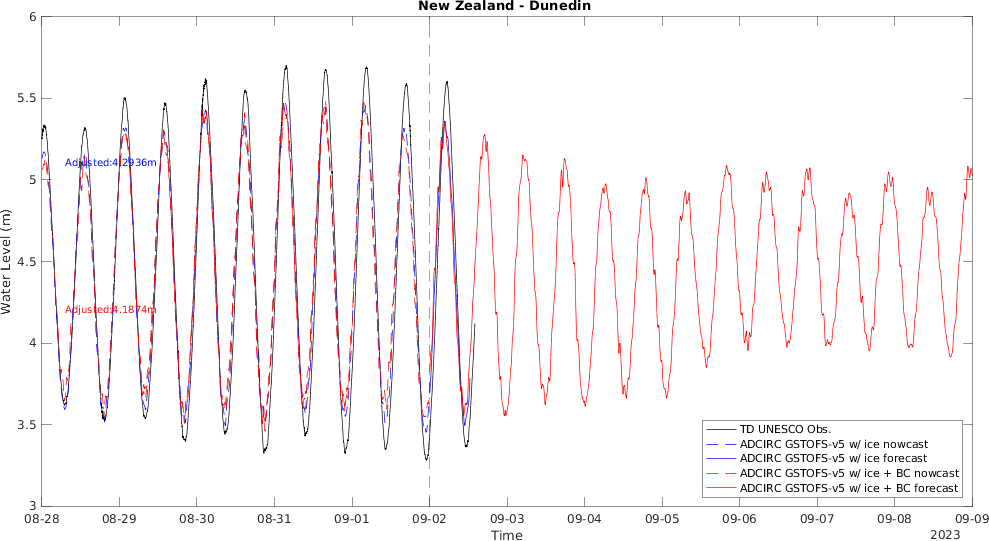 New Zealand - Dunedin
6
5.5
5
4.5
4
3.5
3
Water Level (m)
Adjusted:4.2936m
Adjusted:4.1874m
TD UNESCO Obs.
ADCIRC GSTOFS-v5 w/ ice nowcast
ADCIRC GSTOFS-v5 w/ ice forecast
ADCIRC GSTOFS-v5 w/ ice + BC nowcast
ADCIRC GSTOFS-v5 w/ ice + BC forecast
08-28 08-29 08-30 08-31 09-01 09-02 09-03 09-04 09-05 09-06 09-07 09-08 09-09
Time
2023